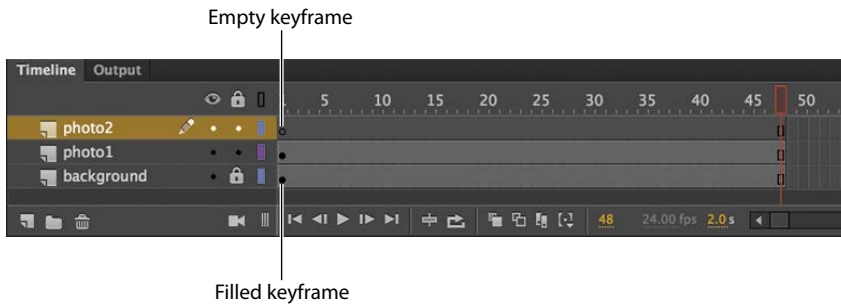 Empty keyframe
Timeline Output
1 5 10 15 20 25 30 35 40 45 50
photo2
photo1
background
48 24.00 fps 2.0 s
Filled keyframe